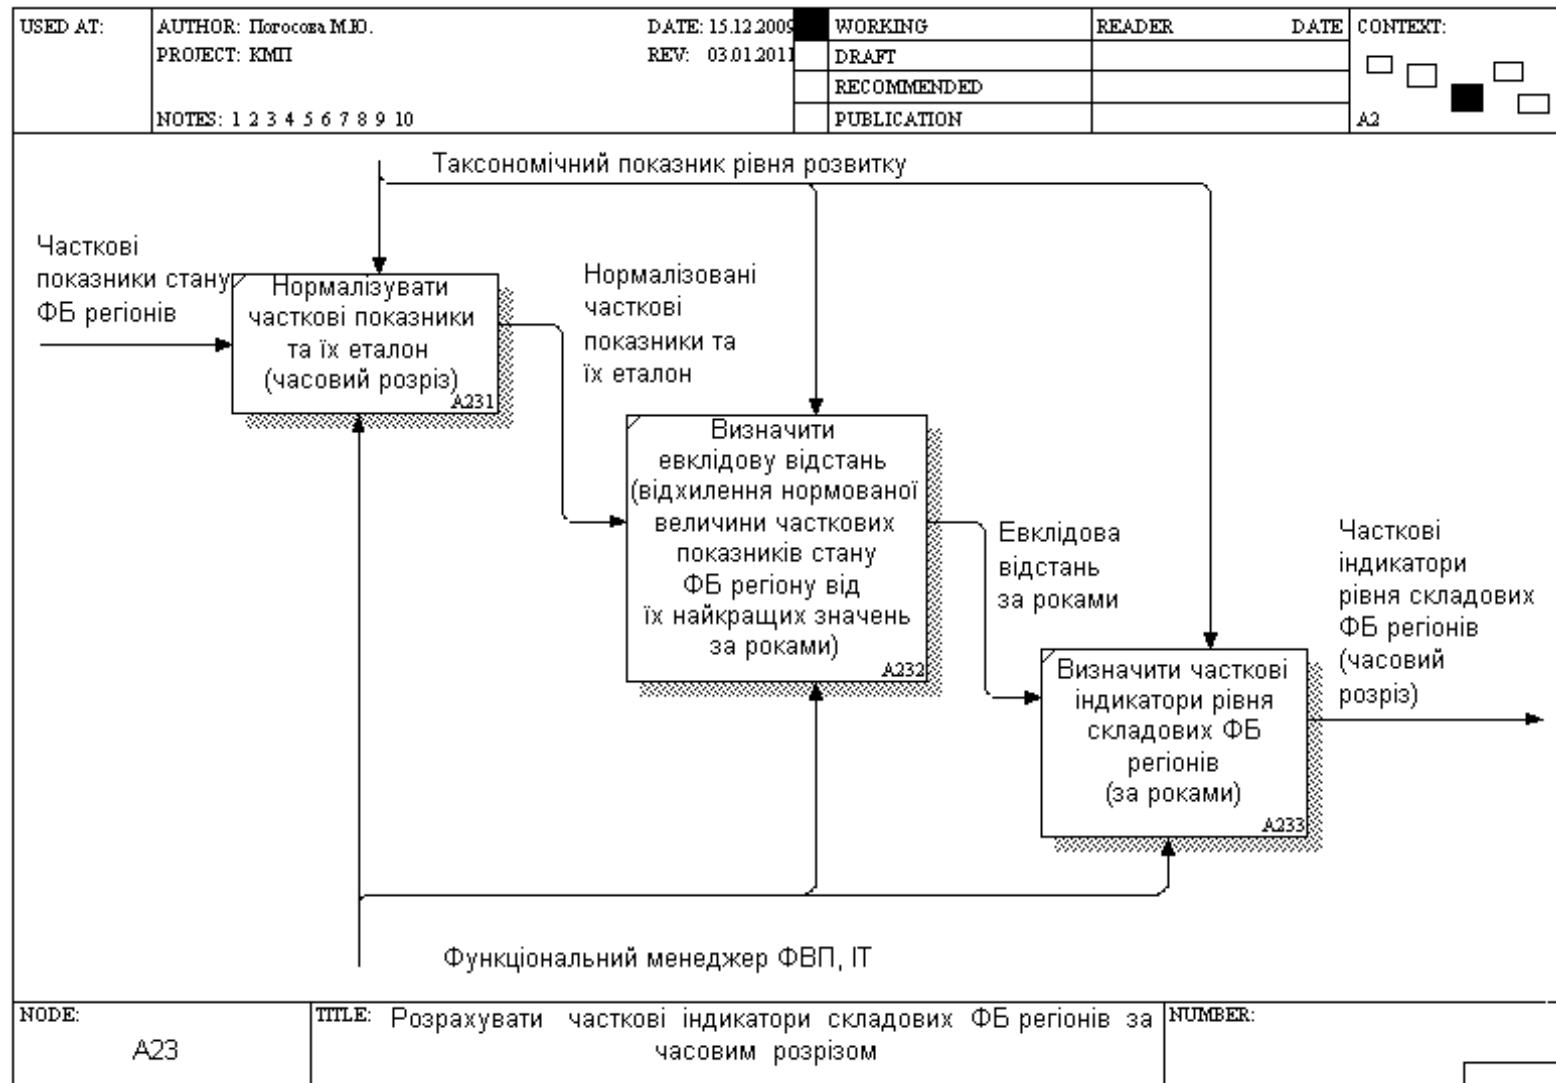 USED AT:
AUTHOR: Погосова М.Ю.
DATE: 15.12.2009
PROJECT: КМП
REV: 03.01.2011
NOTES: 1 2 3 4 5 6 7 8 9 10
WORKING
DRAFT
RECOMMENDED
PUBLICATION
READER DATE
CONTEXT:
A2
Таксономічний показник рівня розвитку
Часткові
показники стану
ФБ регіонів
Нормалізувати
часткові показники
та їх еталон
(часовий розріз)
A231
Нормалізовані
часткові
показники та
їх еталон
Визначити
евклідову відстань
(відхилення нормованої
величини часткових
показників стану
ФБ регіону від
їх найкращих значень
за роками)
A232
Евклідова
відстань
за роками
Визначити часткові
індикатори рівня
складових ФБ
регіонів
(за роками)
A233
Часткові
індикатори
рівня складових
ФБ регіонів
(часовий
розріз)
Функціональний менеджер ФВП, ІТ
NODE:
A23
TITLE: Розрахувати часткові індикатори складових ФБ регіонів за
часовим розрізом
NUMBER: